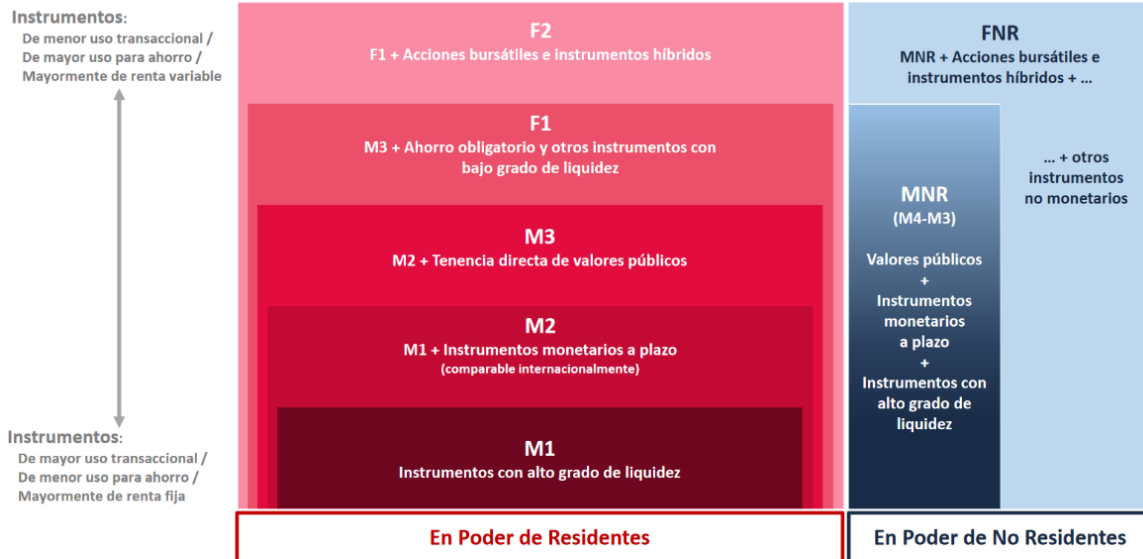 Instrumentos:
De menor uso transaccional /
De mayor uso para ahorro /
Mayormente de renta variable
Instrumentos:
De mayor uso transaccional /
De menor uso para ahorro /
Mayormente de renta fija
F2
F1 + Acciones bursátiles e instrumentos híbridos
F1
M3 + Ahorro obligatorio y otros instrumentos con
bajo grado de liquidez
M3
M2 + Tenencia directa de valores públicos
M2
M1 + Instrumentos monetarios a plazo
(comparable internacionalmente)
M1
Instrumentos con alto grado de liquidez
En Poder de Residentes
FNR
MNR + Acciones bursátiles e
instrumentos híbridos + ...
... + otros
instrumentos
no monetarios
MNR
(M4-M3)
Valores públicos
+
Instrumentos
monetarios
a plazo
+
Instrumentos con
alto grado de
liquidez
En Poder de No Residentes